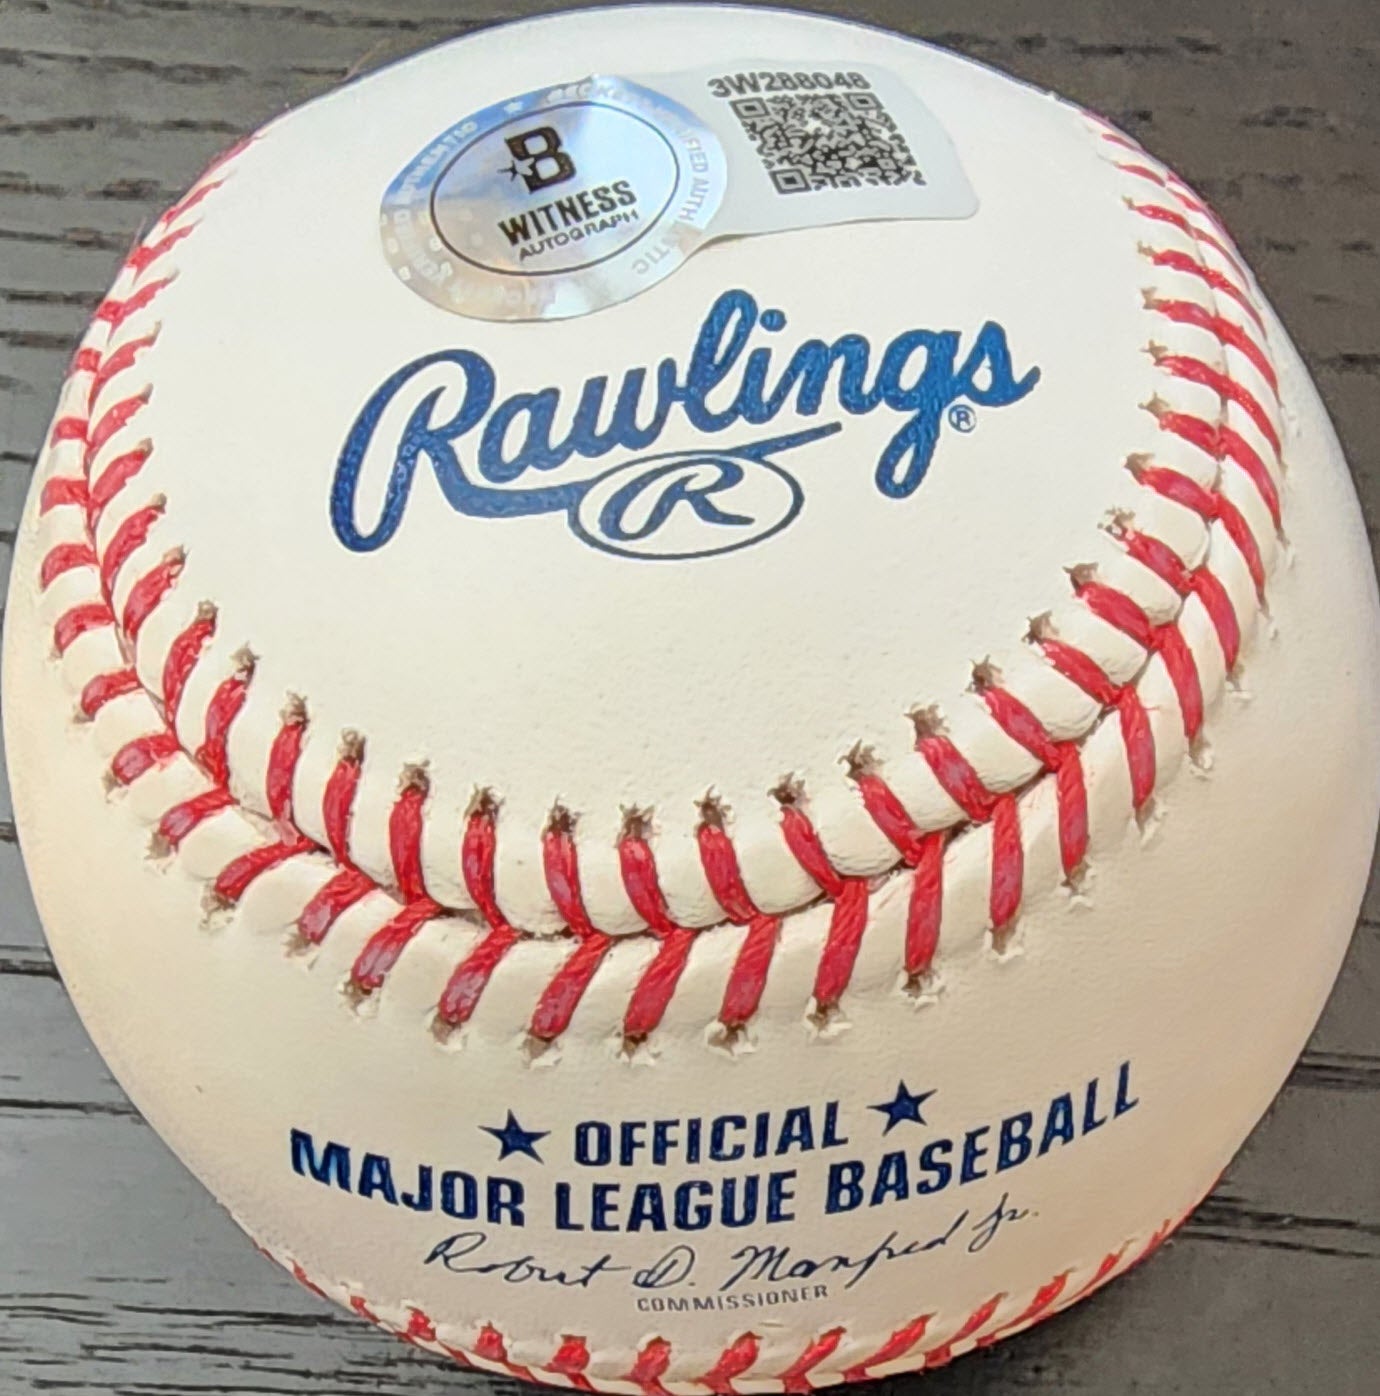 3W288048
B
WITNESS
AUTOGRAPH
Rawlings
®
R
OFFICIAL
MAJOR LEAGUE BASEBALL
Robert D. Manfred Jr.
COMMISSIONER